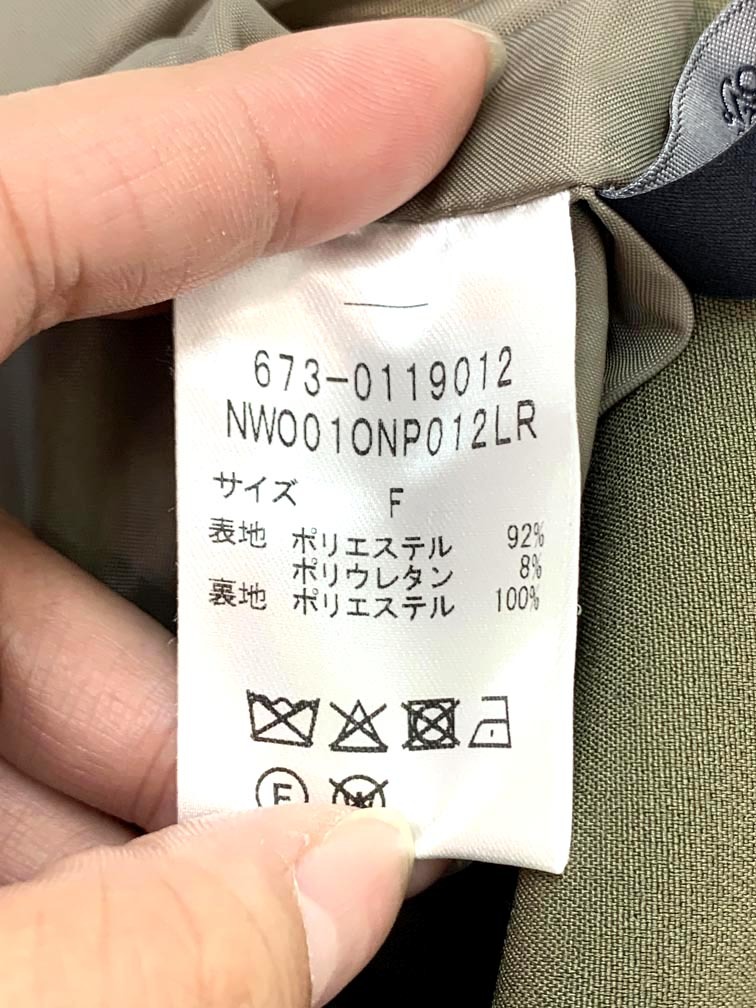 673-0119012
NWO01ONP012LR
サイズ F
表地 ポリエステル 92%
ポリウレタン 8%
裏地 ポリエステル 100%
F
W